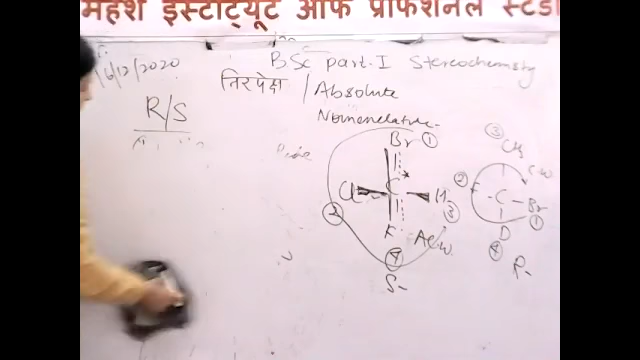 महेश इंस्टीट्यूट ऑफ प्रोफेशनल स्टडी
16/12/2020
BSc part-I Stereochemistry
निरपेक्ष / Absolute
Nomenclature
R/S
Br ①
Cl C * H
② ③
F
④
ACW
S-
③
CH3
CW
②
C Br
①
D
④
R-